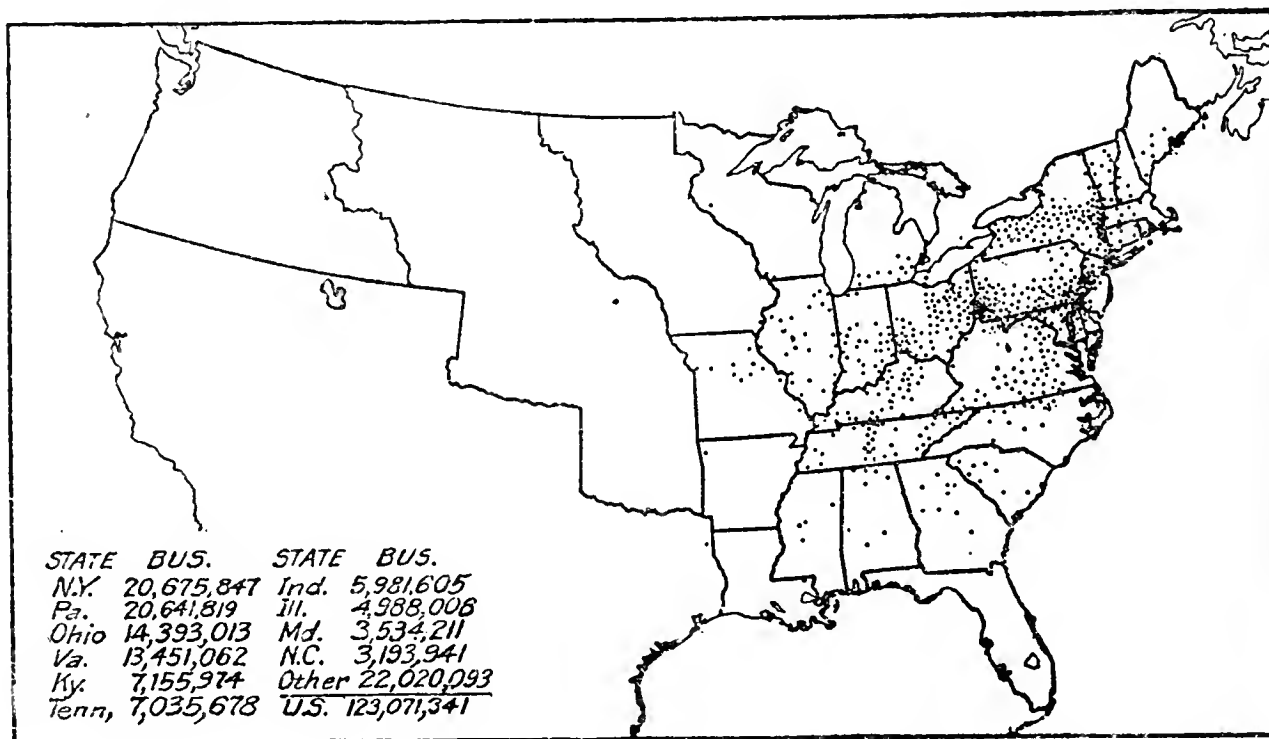 STATE BUS. STATE BUS.
N.Y. 20,675,847 Ind. 5,981,605
Pa. 20,641,819 Ill. 4,988,008
Ohio 14,393,013 Md. 3,534,211
Va. 13,451,062 N.C. 3,193,941
Ky. 7,155,974 Other 22,020,093
Tenn, 7,035,678 U.S. 123,071,341